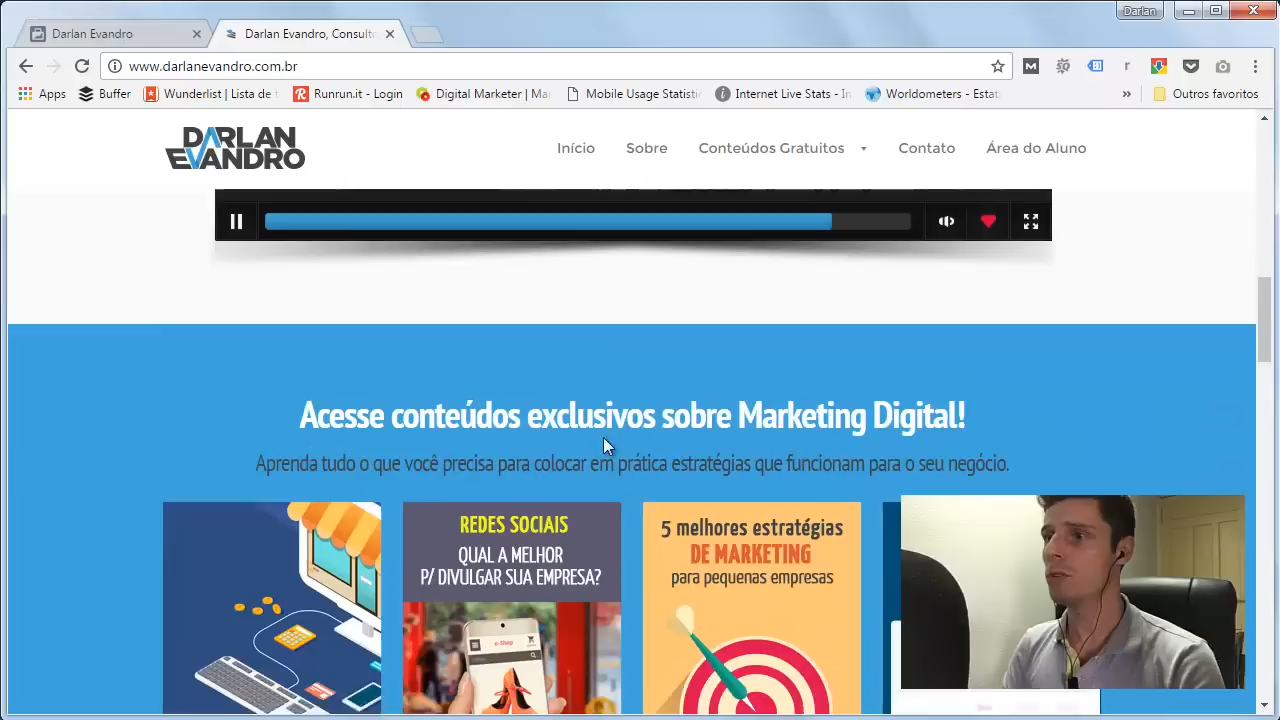 Darlan
Darlan Evandro
Darlan Evandro, Consulto
www.darlanevandro.com.br
Apps
Buffer
Wunderlist | Lista de
Runrun.it - Login
Digital Marketer | Ma
Mobile Usage Statisti
Internet Live Stats - In
Worldometers - Estat
»
Outros favoritos
DARLAN
EVANDRO
Início
Sobre
Conteúdos Gratuitos
Contato
Área do Aluno
Acesse conteúdos exclusivos sobre Marketing Digital!
Aprenda tudo o que você precisa para colocar em prática estratégias que funcionam para o seu negócio.
REDES SOCIAIS
QUAL A MELHOR
P/ DIVULGAR SUA EMPRESA?
e-Shop
5 melhores estratégias
DE MARKETING
para pequenas empresas